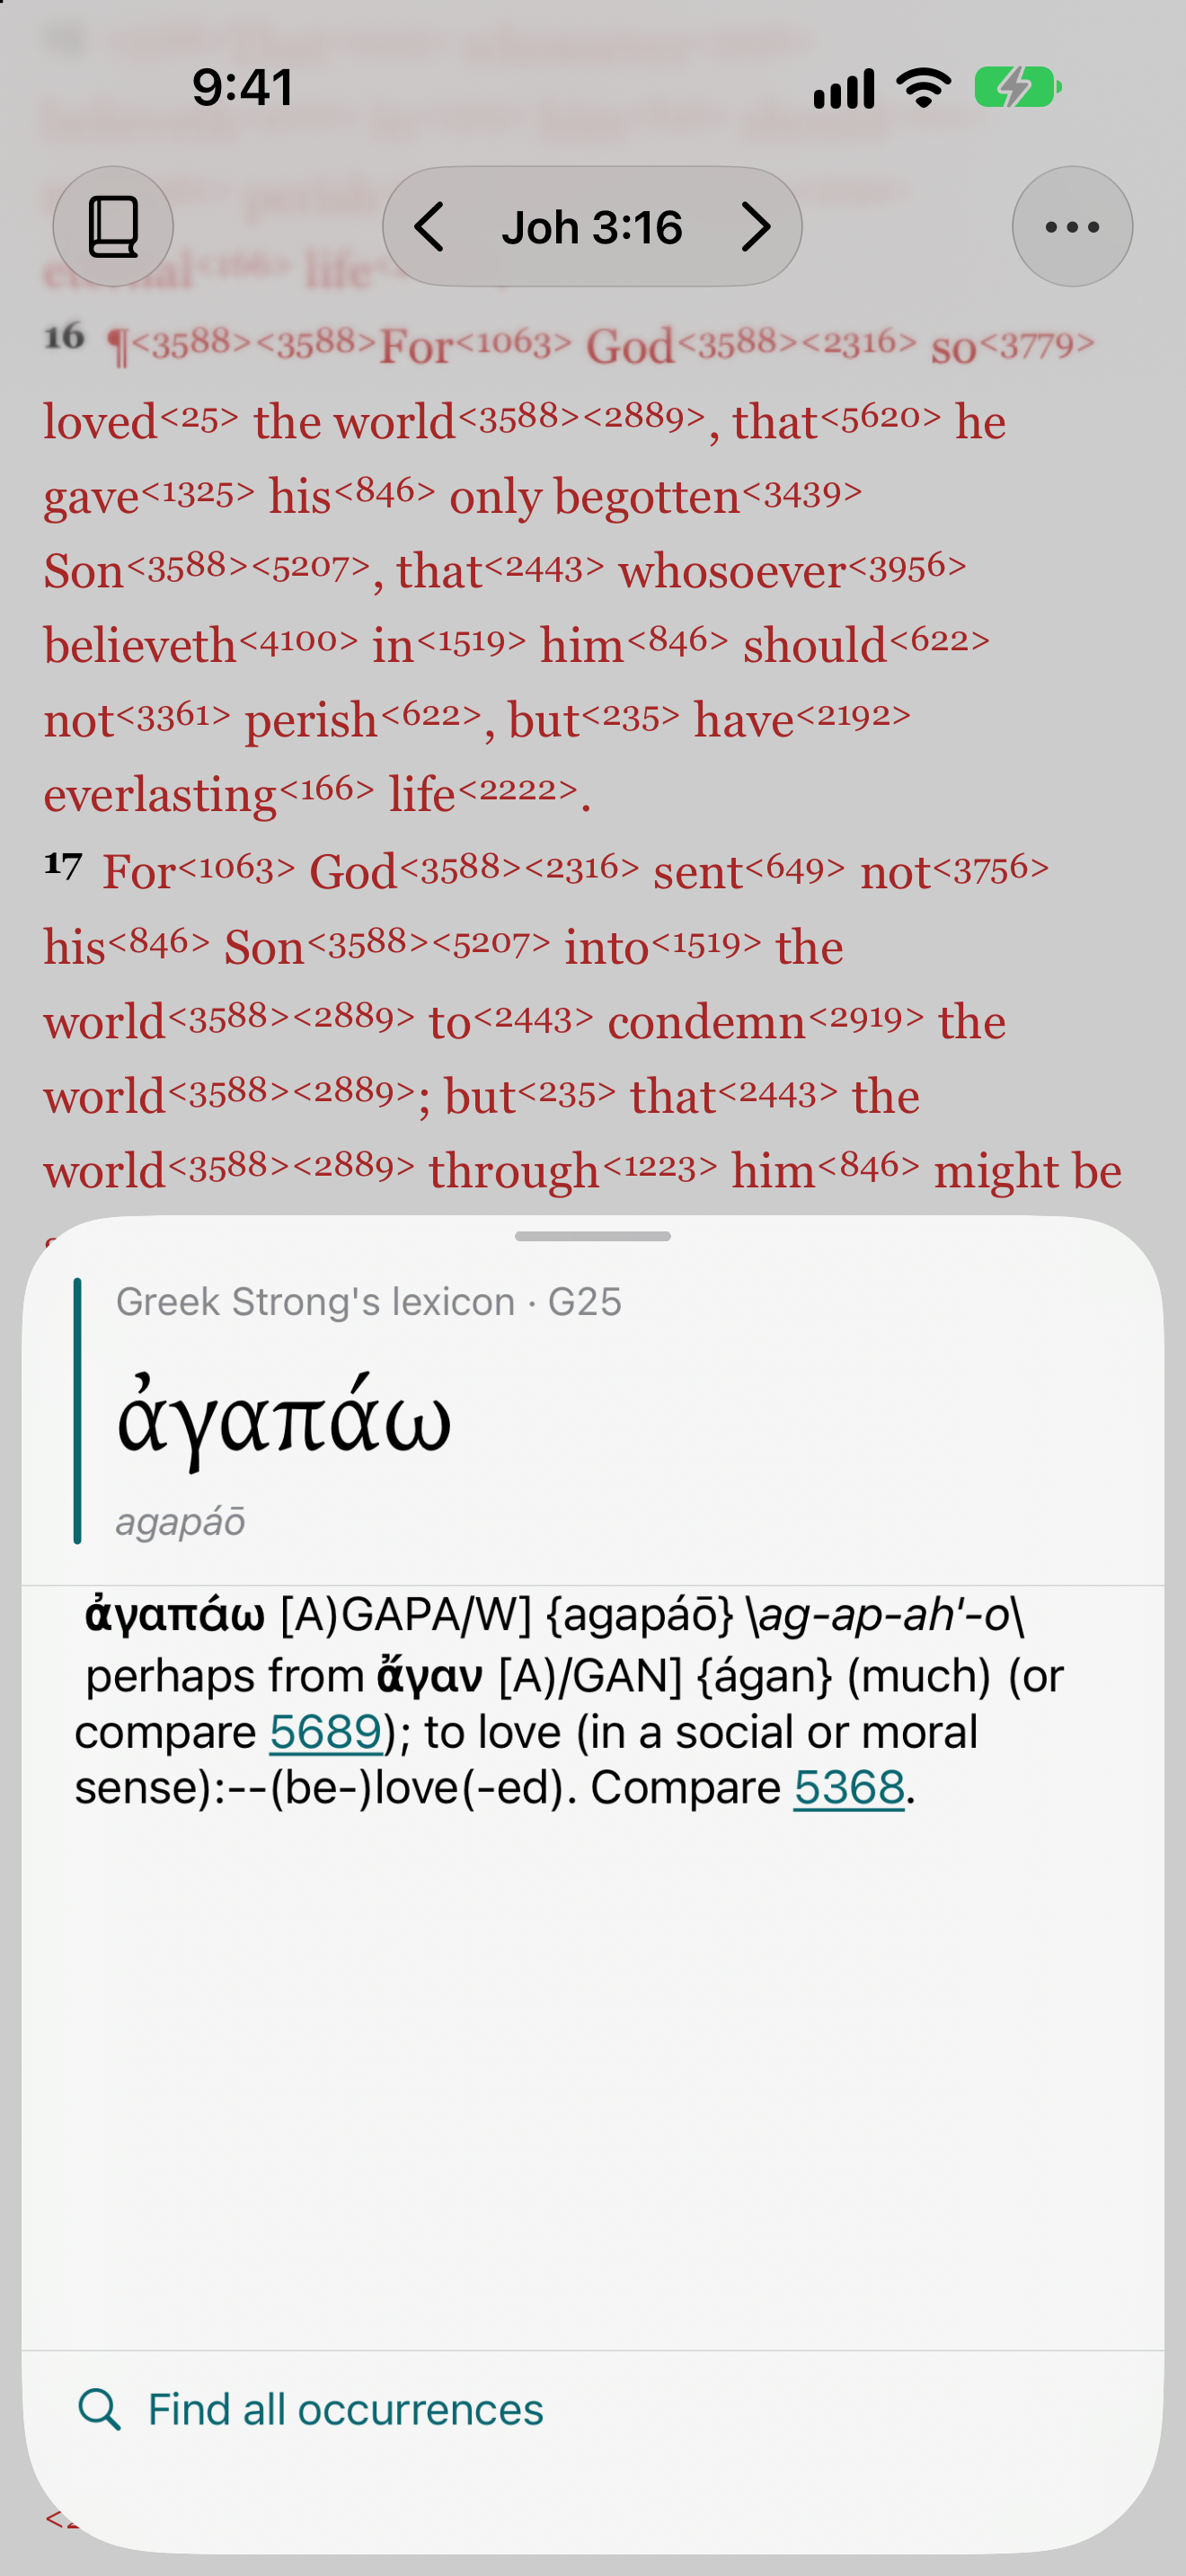 9:41
Joh 3:16
eternal<166> life
16 ¶<3588><3588>For<1063> God<3588><2316> so<3779>
loved<25> the world<3588><2889>, that<5620> he
gave<1325> his<846> only begotten<3439>
Son<3588><5207>, that<2443> whosoever<3956>
believeth<4100> in<1519> him<846> should<622>
not<3361> perish<622>, but<235> have<2192>
everlasting<166> life<2222>.
17 For<1063> God<3588><2316> sent<649> not<3756>
his<846> Son<3588><5207> into<1519> the
world<3588><2889> to<2443> condemn<2919> the
world<3588><2889>; but<235> that<2443> the
world<3588><2889> through<1223> him<846> might be
Greek Strong's lexicon · G25
ἀγαπάω
agapáō
ἀγαπάω [A)GAPA/W] {agapáō} \ag-ap-ah'-o\
perhaps from ἄγαν [A)/GAN] {ágan} (much) (or
compare 5689); to love (in a social or moral
sense):--(be-)love(-ed). Compare 5368.
Find all occurrences